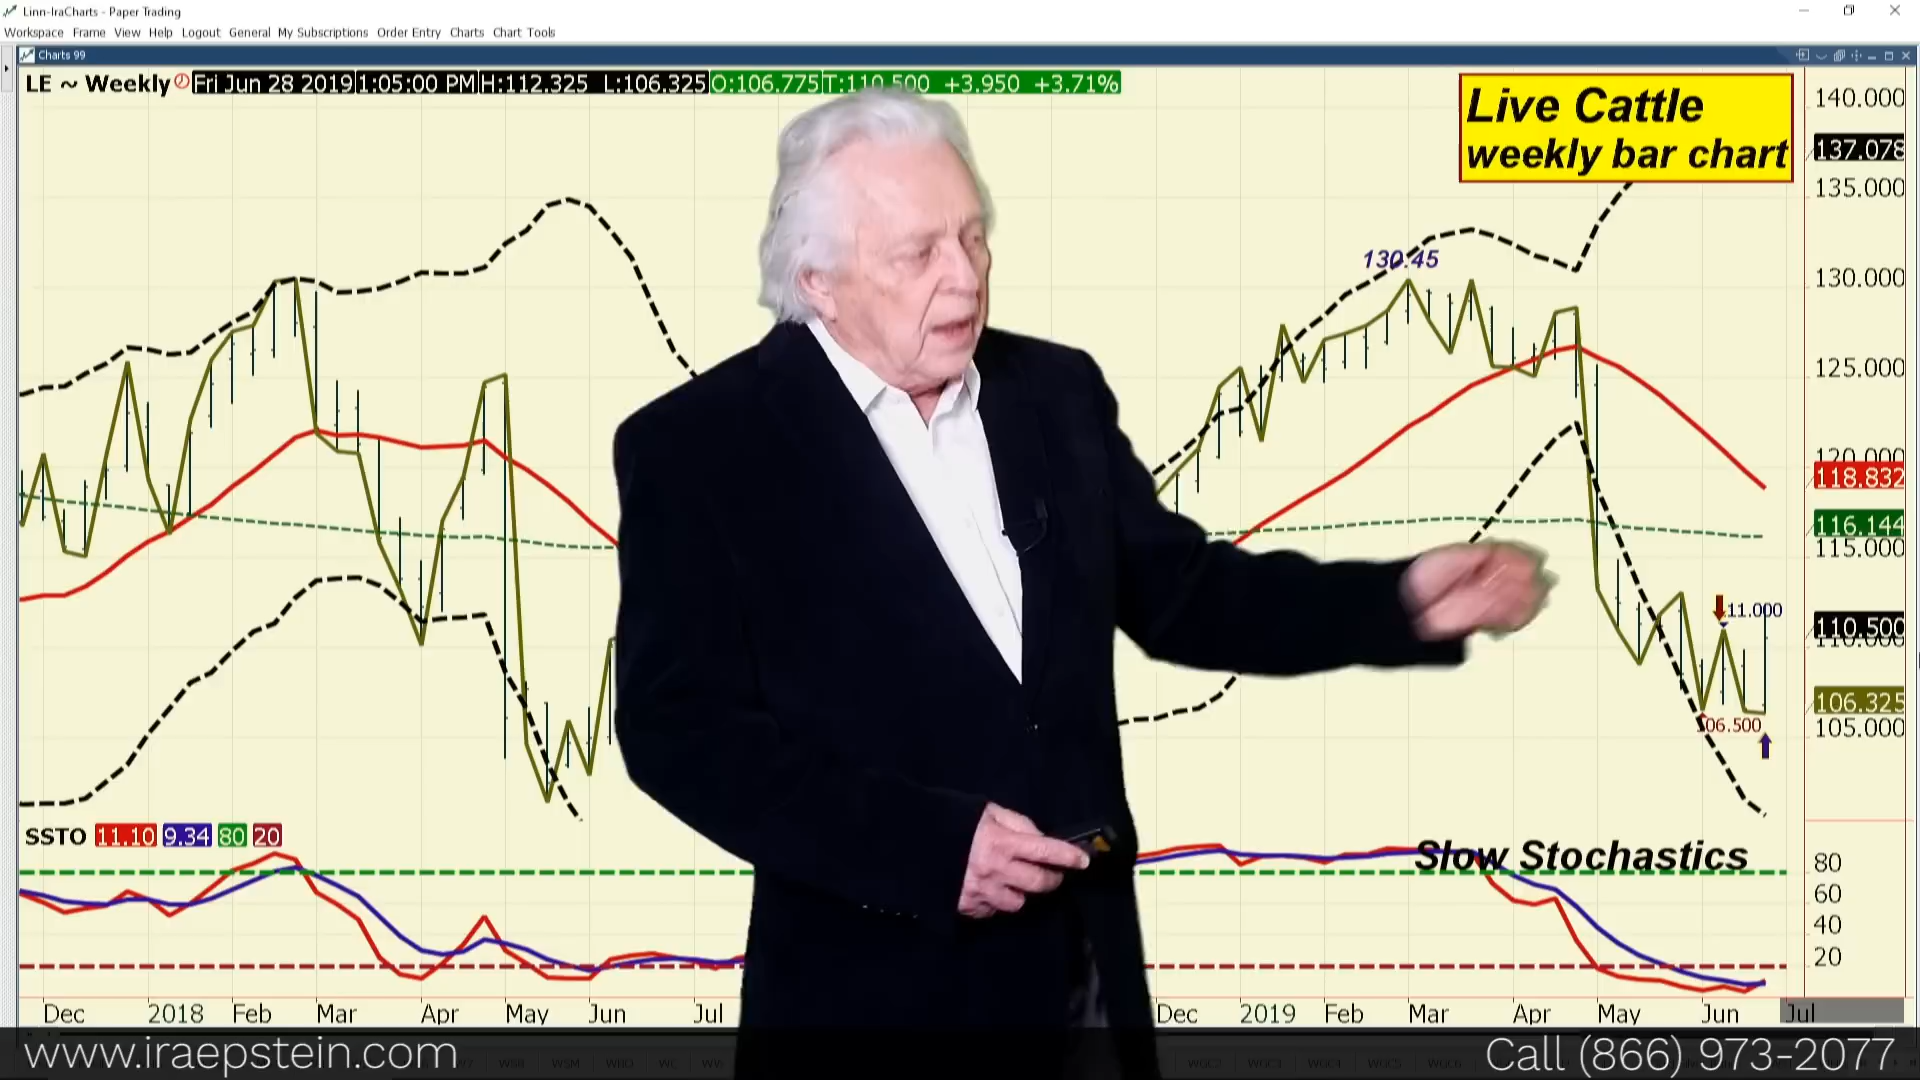 Linn-IraCharts - Paper Trading
Workspace Frame View Help Logout General My Subscriptions Order Entry Charts Chart Tools
Charts 99
LE ~ Weekly Fri Jun 28 2019 1:05:00 PM H:112.325 L:106.325 O:106.775 T:110.500 +3.950 +3.71%
Live Cattle
weekly bar chart
140.000
137.078
135.000
130.45
130.000
125.000
120.000
118.832
116.144
115.000
11.000
110.500
110.000
106.325
06.500
105.000
SSTO 11.10 9.34 80 20
Slow Stochastics
80
60
40
20
Dec 2018 Feb Mar Apr May Jun Jul Dec 2019 Feb Mar Apr May Jun Jul
www.iraepstein.com
Call (866) 973-2077